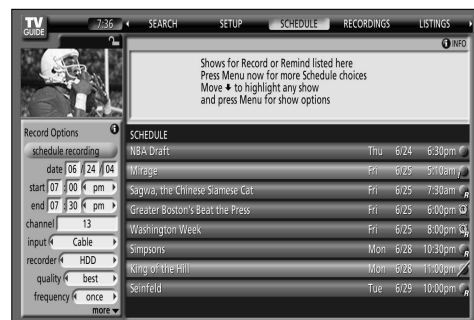 TV GUIDE 7:36 SEARCH SETUP SCHEDULE RECORDINGS LISTINGS
INFO
Shows for Record or Remind listed here
Press Menu now for more Schedule choices
Move to highlight any show
and press Menu for show options
Record Options
schedule recording
date 06 / 24 / 04
start 07 : 00 pm
end 07 : 30 pm
channel 13
input Cable
recorder HDD
quality best
frequency once
more
SCHEDULE
NBA Draft Thu 6/24 6:30pm
Mirage Fri 6/25 5:10am
Sagwa, the Chinese Siamese Cat Fri 6/25 7:30am R
Greater Boston's Beat the Press Fri 6/25 6:00pm
Washington Week Fri 6/25 8:00pm R
Simpsons Mon 6/28 10:30pm R
King of the Hill Mon 6/28 11:00pm
Seinfeld Tue 6/29 10:00pm R